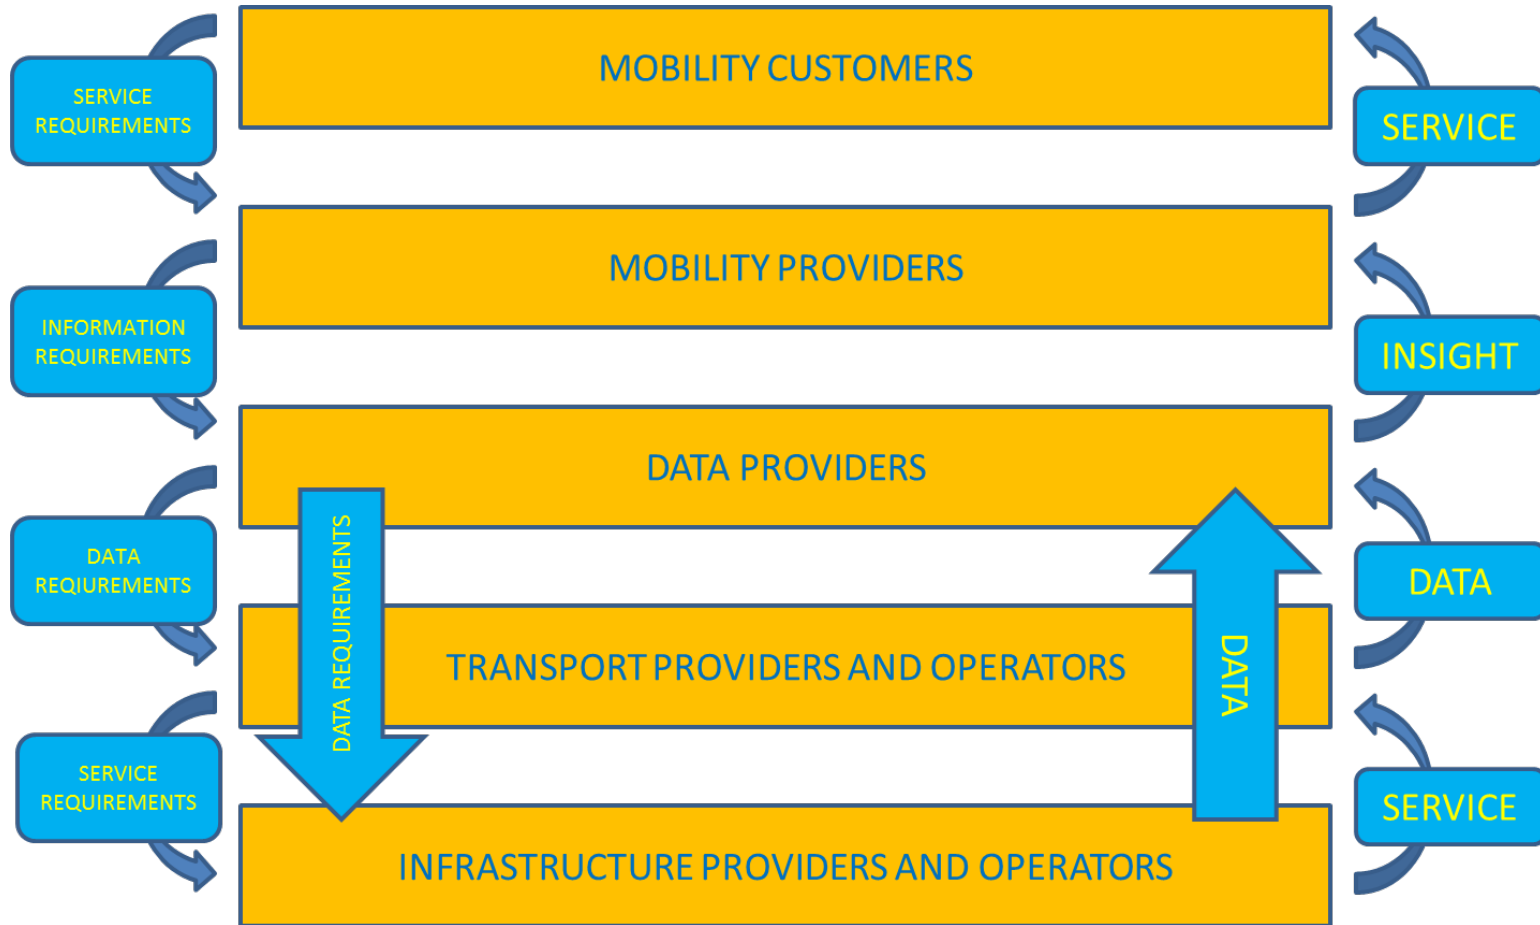 MOBILITY CUSTOMERS
SERVICE
REQUIREMENTS
SERVICE
MOBILITY PROVIDERS
INFORMATION
REQUIREMENTS
INSIGHT
DATA PROVIDERS
DATA REQUIREMENTS
DATA
REQIUREMENTS
DATA
TRANSPORT PROVIDERS AND OPERATORS
DATA
SERVICE
REQUIREMENTS
SERVICE
INFRASTRUCTURE PROVIDERS AND OPERATORS